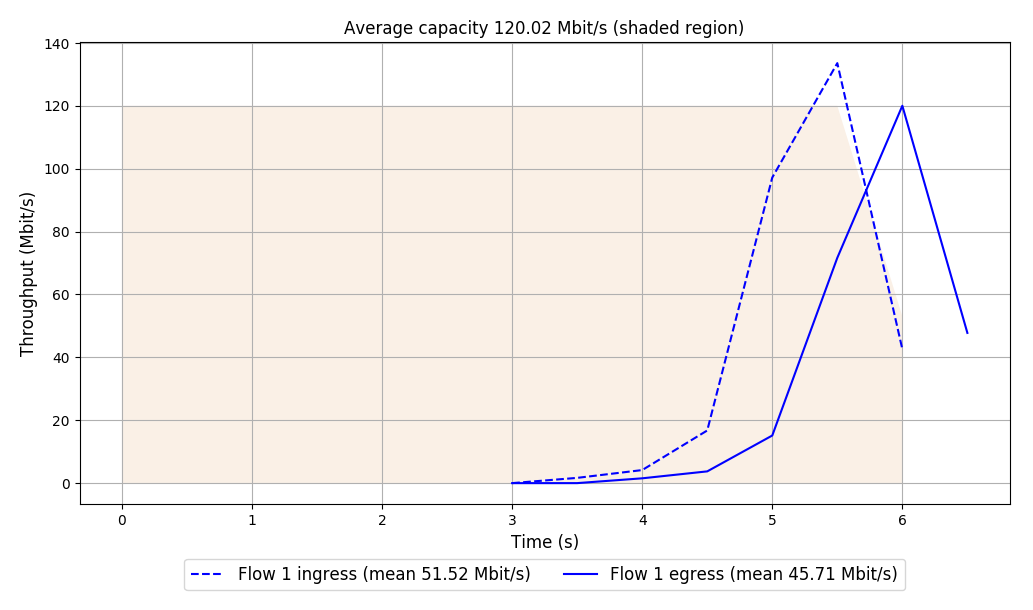 Average capacity 120.02 Mbit/s (shaded region)
140
120
100
80
60
40
20
0
Throughput (Mbit/s)
0 1 2 3 4 5 6
Time (s)
Flow 1 ingress (mean 51.52 Mbit/s) Flow 1 egress (mean 45.71 Mbit/s)